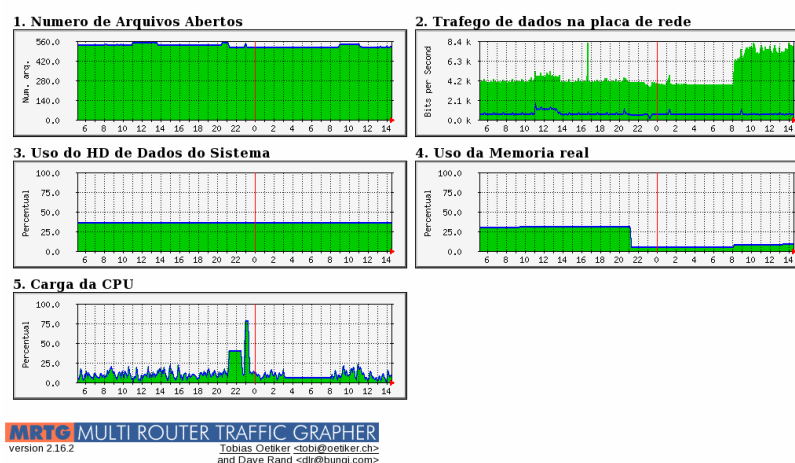 1. Numero de Arquivos Abertos
560.0
420.0
280.0
140.0
0.0
Num. arq.
6 8 10 12 14 16 18 20 22 0 2 4 6 8 10 12 14
2. Trafego de dados na placa de rede
8.4 k
6.3 k
4.2 k
2.1 k
0.0 k
Bits per Second
6 8 10 12 14 16 18 20 22 0 2 4 6 8 10 12 14
3. Uso do HD de Dados do Sistema
100.0
75.0
50.0
25.0
0.0
Percentual
6 8 10 12 14 16 18 20 22 0 2 4 6 8 10 12 14
4. Uso da Memoria real
100.0
75.0
50.0
25.0
0.0
Percentual
6 8 10 12 14 16 18 20 22 0 2 4 6 8 10 12 14
5. Carga da CPU
100.0
75.0
50.0
25.0
0.0
Percentual
6 8 10 12 14 16 18 20 22 0 2 4 6 8 10 12 14
MRTG MULTI ROUTER TRAFFIC GRAPHER
version 2.16.2
Tobias Oetiker <tobi@oetiker.ch>
and Dave Rand <dlr@bungi.com>